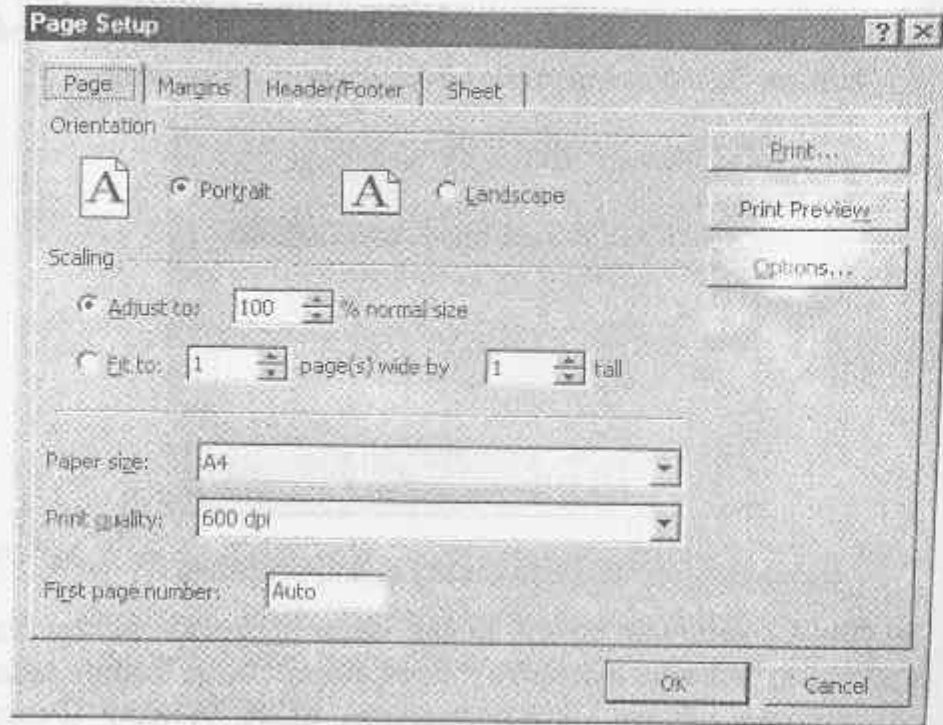 Page Setup
Page Margins Header/Footer Sheet
Orientation
A Portrait A Landscape
Print...
Print Preview
Options...
Scaling
Adjust to: 100 % normal size
Fit to: 1 page(s) wide by 1 tall
Paper size: A4
Print quality: 600 dpi
First page number: Auto
OK Cancel